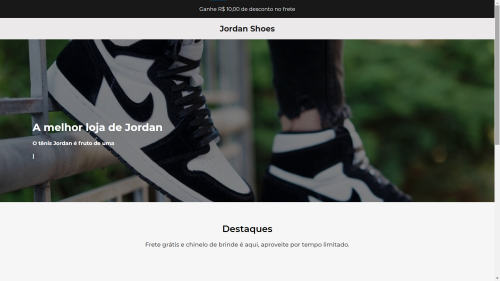 Ganhe R$ 10,00 de desconto no frete
Jordan Shoes
A melhor loja de Jordan
O tênis Jordan é fruto de uma
Destaques
Frete grátis e chinelo de brinde é aqui, aproveite por tempo limitado.